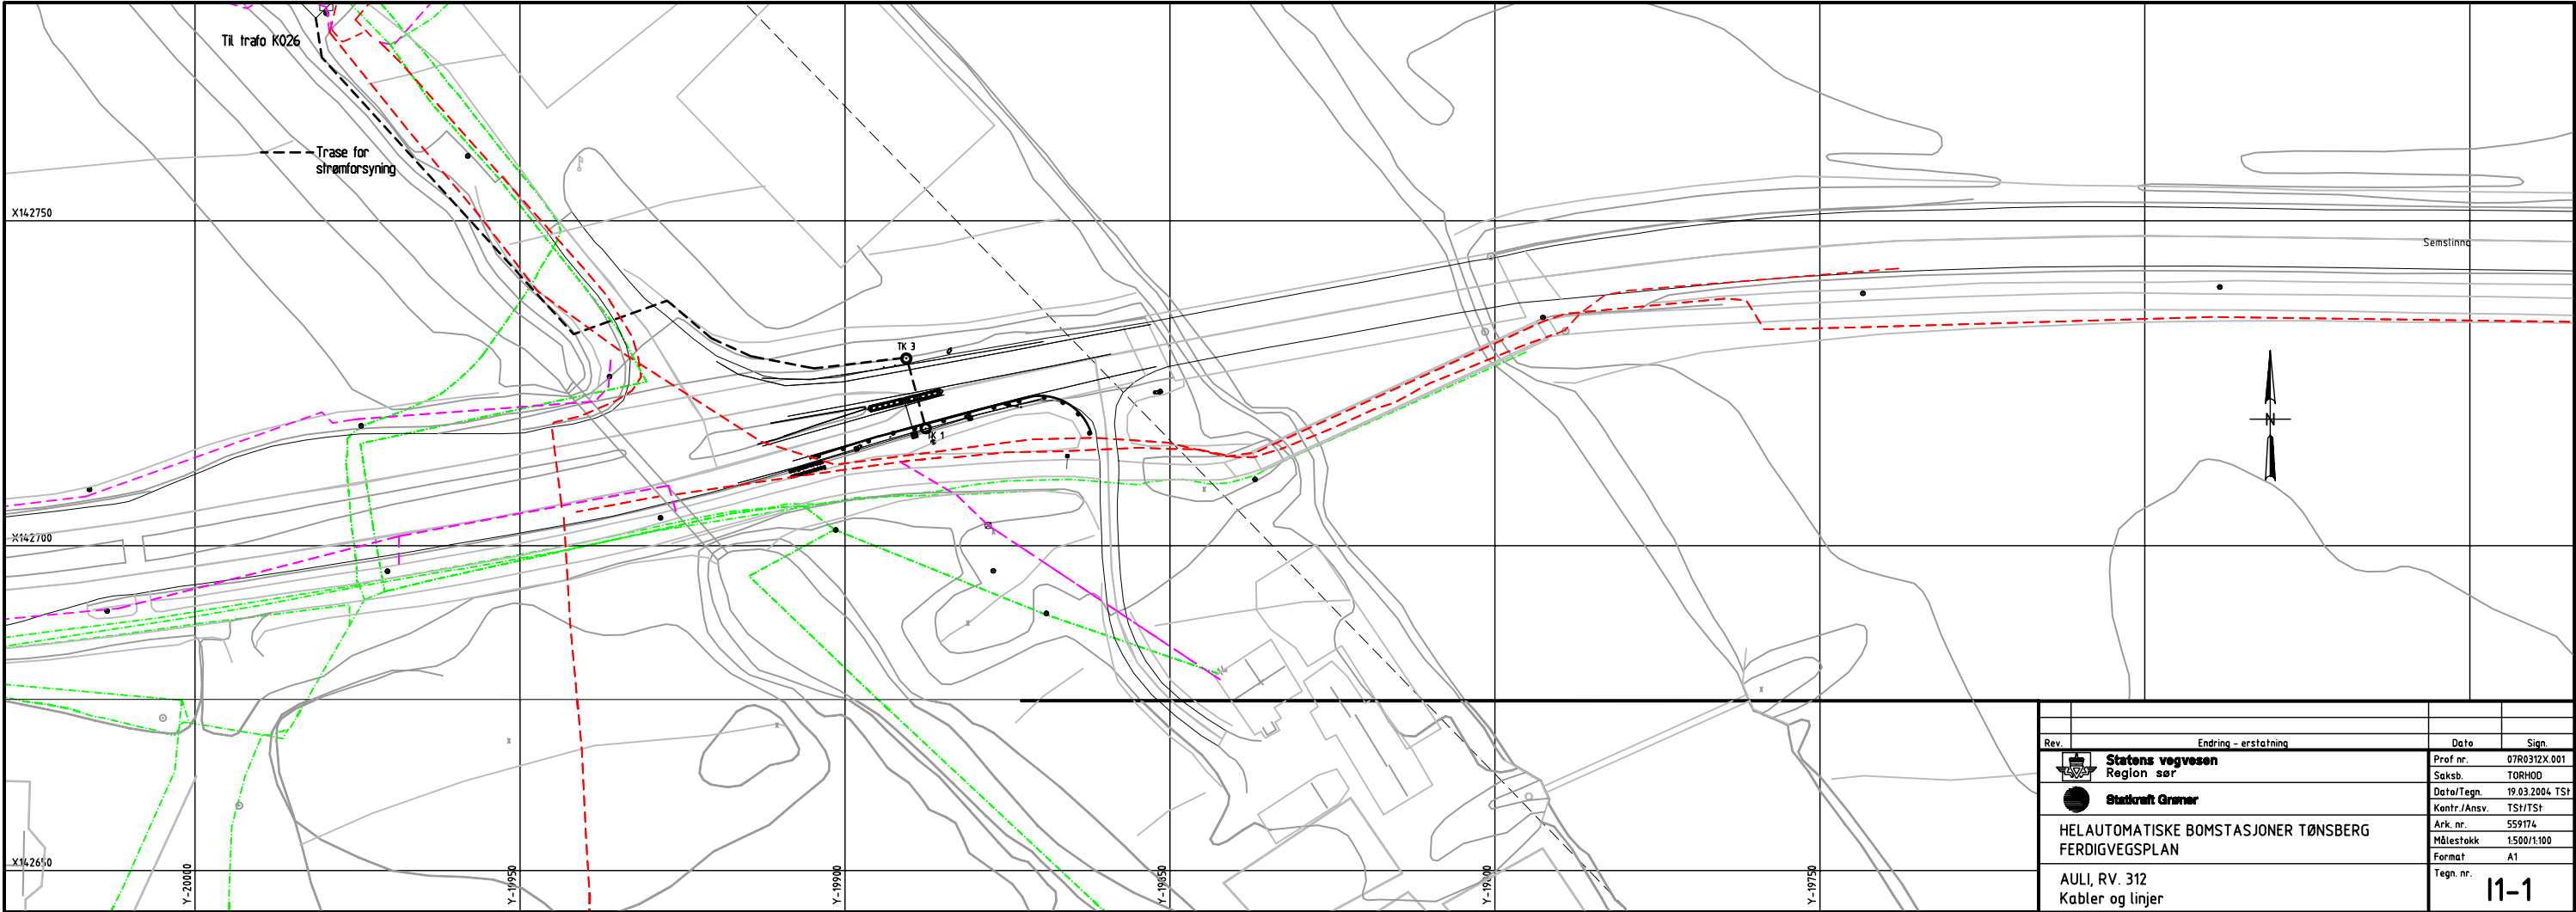 Til trafo K026
Trase for
strømforsyning
X142750
Semslinna
TK 3
TK 1
N
X142700
X142650
Y-20000
Y-19950
Y-19900
Y-19850
Y-19800
Y-19750
Rev. Endring - erstatning Dato Sign.
Statens vegvesen
Region sør
Statkraft Grøner
HELAUTOMATISKE BOMSTASJONER TØNSBERG
FERDIGVEGSPLAN
AULI, RV. 312
Kabler og linjer
Prof nr. 07R0312X.001
Saksb. TORHOD
Dato/Tegn. 19.03.2004 TSt
Kontr./Ansv. TSt/TSt
Ark. nr. 559174
Målestokk 1:500/1:100
Format A1
Tegn. nr. I1-1